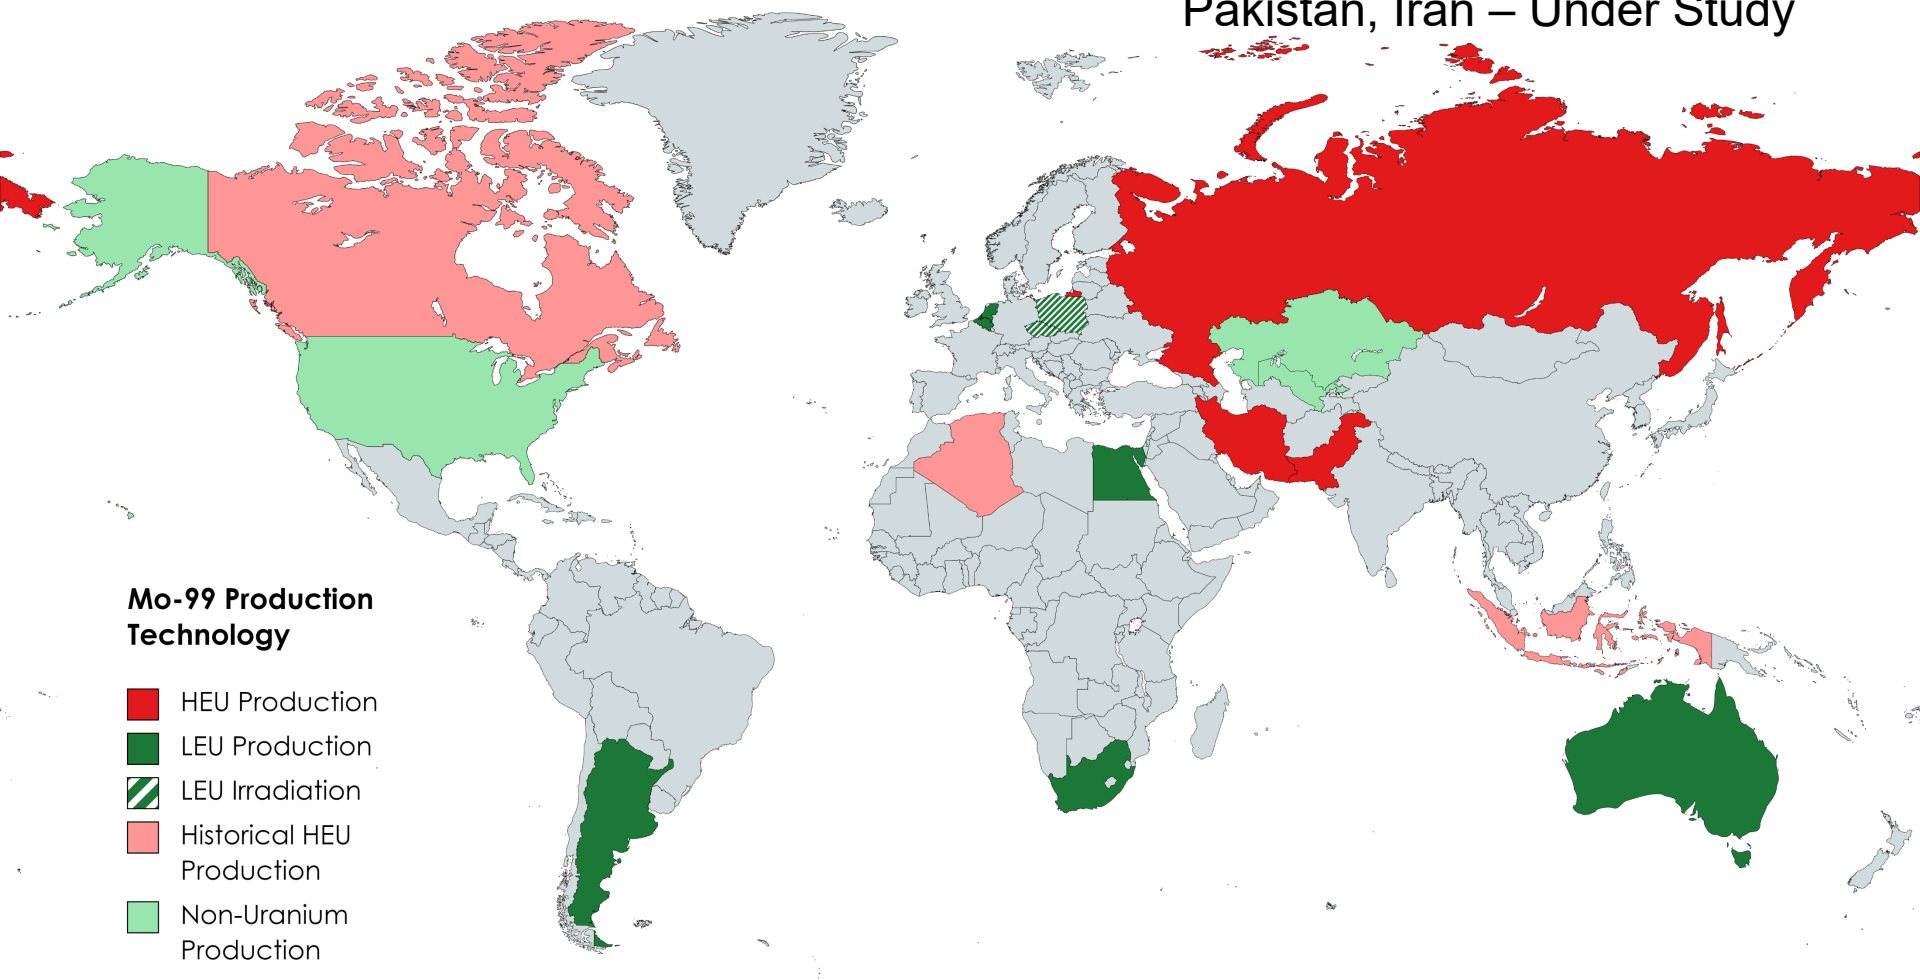 Pakistan, Iran – Under Study
Mo-99 Production
Technology
HEU Production
LEU Production
LEU Irradiation
Historical HEU
Production
Non-Uranium
Production